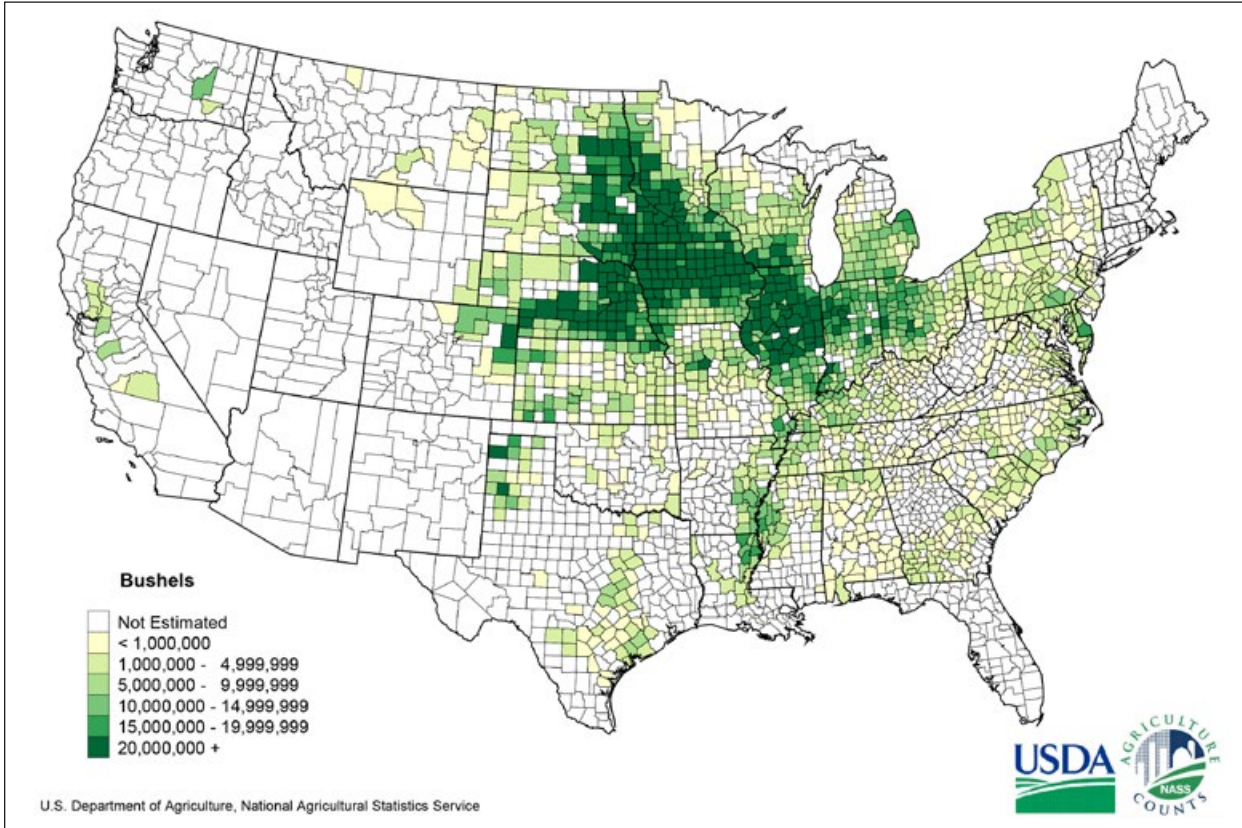 Bushels
Not Estimated
< 1,000,000
1,000,000 - 4,999,999
5,000,000 - 9,999,999
10,000,000 - 14,999,999
15,000,000 - 19,999,999
20,000,000 +
U.S. Department of Agriculture, National Agricultural Statistics Service
USDA
AGRICULTURE
NASS
COUNTS